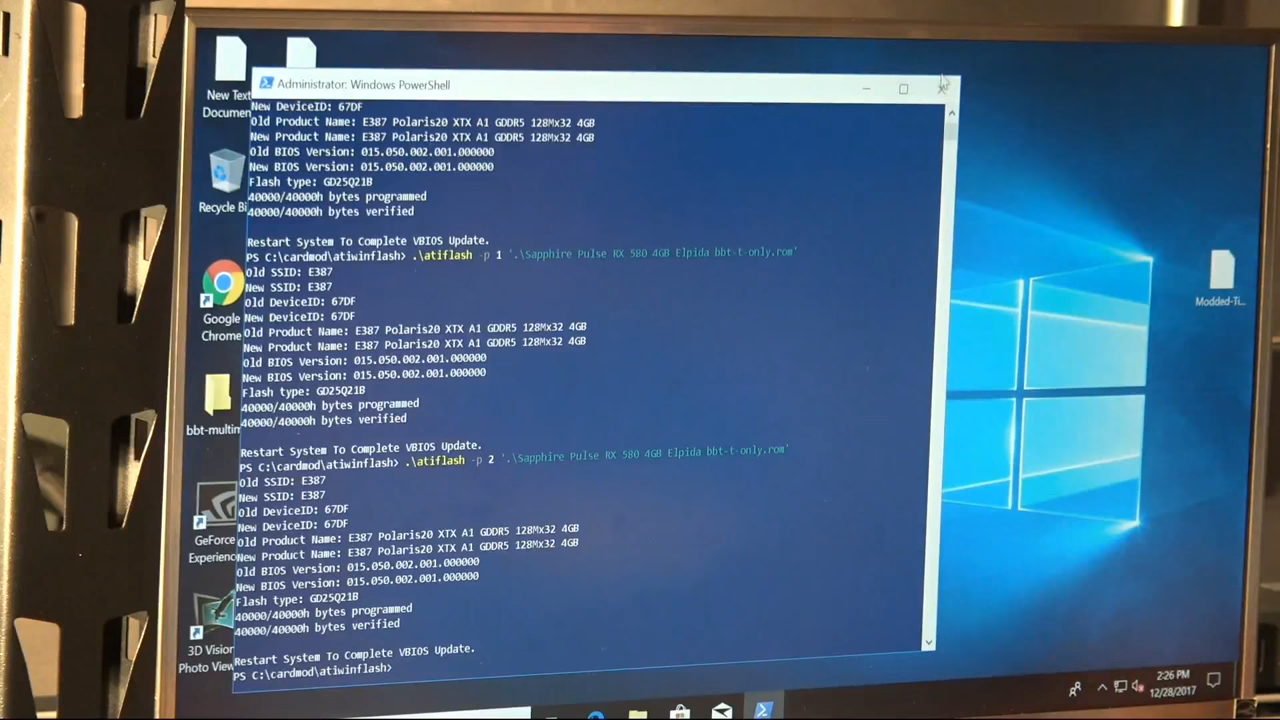 New Text
Documen
Administrator: Windows PowerShell
New DeviceID: 67DF
Old Product Name: E387 Polaris20 XTX A1 GDDR5 128Mx32 4GB
New Product Name: E387 Polaris20 XTX A1 GDDR5 128Mx32 4GB
Old BIOS Version: 015.050.002.001.000000
New BIOS Version: 015.050.002.001.000000
Flash type: GD25Q21B
40000/40000h bytes programmed
40000/40000h bytes verified
Restart System To Complete VBIOS Update.
PS C:\cardmod\atiwinflash> .\atiflash -p 1 '.\Sapphire Pulse RX 580 4GB Elpida bbt-t-only.rom'
Old SSID: E387
New SSID: E387
Old DeviceID: 67DF
New DeviceID: 67DF
Old Product Name: E387 Polaris20 XTX A1 GDDR5 128Mx32 4GB
New Product Name: E387 Polaris20 XTX A1 GDDR5 128Mx32 4GB
Old BIOS Version: 015.050.002.001.000000
New BIOS Version: 015.050.002.001.000000
Flash type: GD25Q21B
40000/40000h bytes programmed
40000/40000h bytes verified
Restart System To Complete VBIOS Update.
PS C:\cardmod\atiwinflash> .\atiflash -p 2 '.\Sapphire Pulse RX 580 4GB Elpida bbt-t-only.rom'
Old SSID: E387
New SSID: E387
Old DeviceID: 67DF
New DeviceID: 67DF
Old Product Name: E387 Polaris20 XTX A1 GDDR5 128Mx32 4GB
New Product Name: E387 Polaris20 XTX A1 GDDR5 128Mx32 4GB
Old BIOS Version: 015.050.002.001.000000
New BIOS Version: 015.050.002.001.000000
Flash type: GD25Q21B
40000/40000h bytes programmed
40000/40000h bytes verified
Restart System To Complete VBIOS Update.
PS C:\cardmod\atiwinflash>
Recycle Bi
Google
Chrome
bbt-multim
GeForce
Experienc
3D Vision
Photo View
Modded-Ti...
2:26 PM
12/28/2017